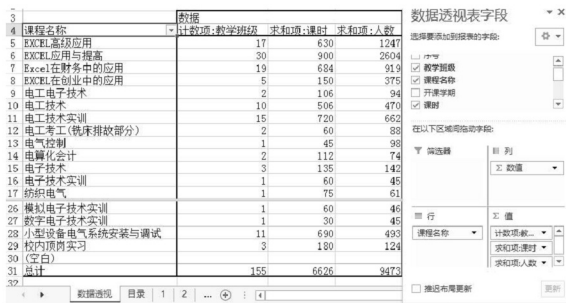 3 数据
4 课程名称 计数项:教学班级 求和项:课时 求和项:人数
5 EXCEL高级应用 17 630 1247
6 EXCEL应用与提高 30 900 2604
7 Excel在财务中的应用 19 684 919
8 EXCEL在创业中的应用 5 150 375
9 电工电子技术 2 106 94
10 电工技术 10 506 470
11 电工技术实训 15 720 662
12 电工考工(铣床排故部分) 2 60 88
13 电气控制 1 45 98
14 电算化会计 2 112 74
15 电子技术 3 135 142
16 电子技术实训 1 60 45
17 纺织电气 1 75 61
26 模拟电子技术实训 1 60 46
27 数字电子技术实训 1 30 45
28 小型设备电气系统安装与调试 11 690 493
29 校内顶岗实习 3 180 124
30 (空白)
31 总计 155 6626 9473
32
数据透视 目录 1 2 ...
数据透视表字段
选择要添加到报表的字段:
序号
教学班级
课程名称
开课学期
课时
在以下区域间拖动字段:
筛选器
列
Σ 数值
行
Σ 值
课程名称
计数项:教...
求和项:课时
求和项:人数
推迟布局更新
更新